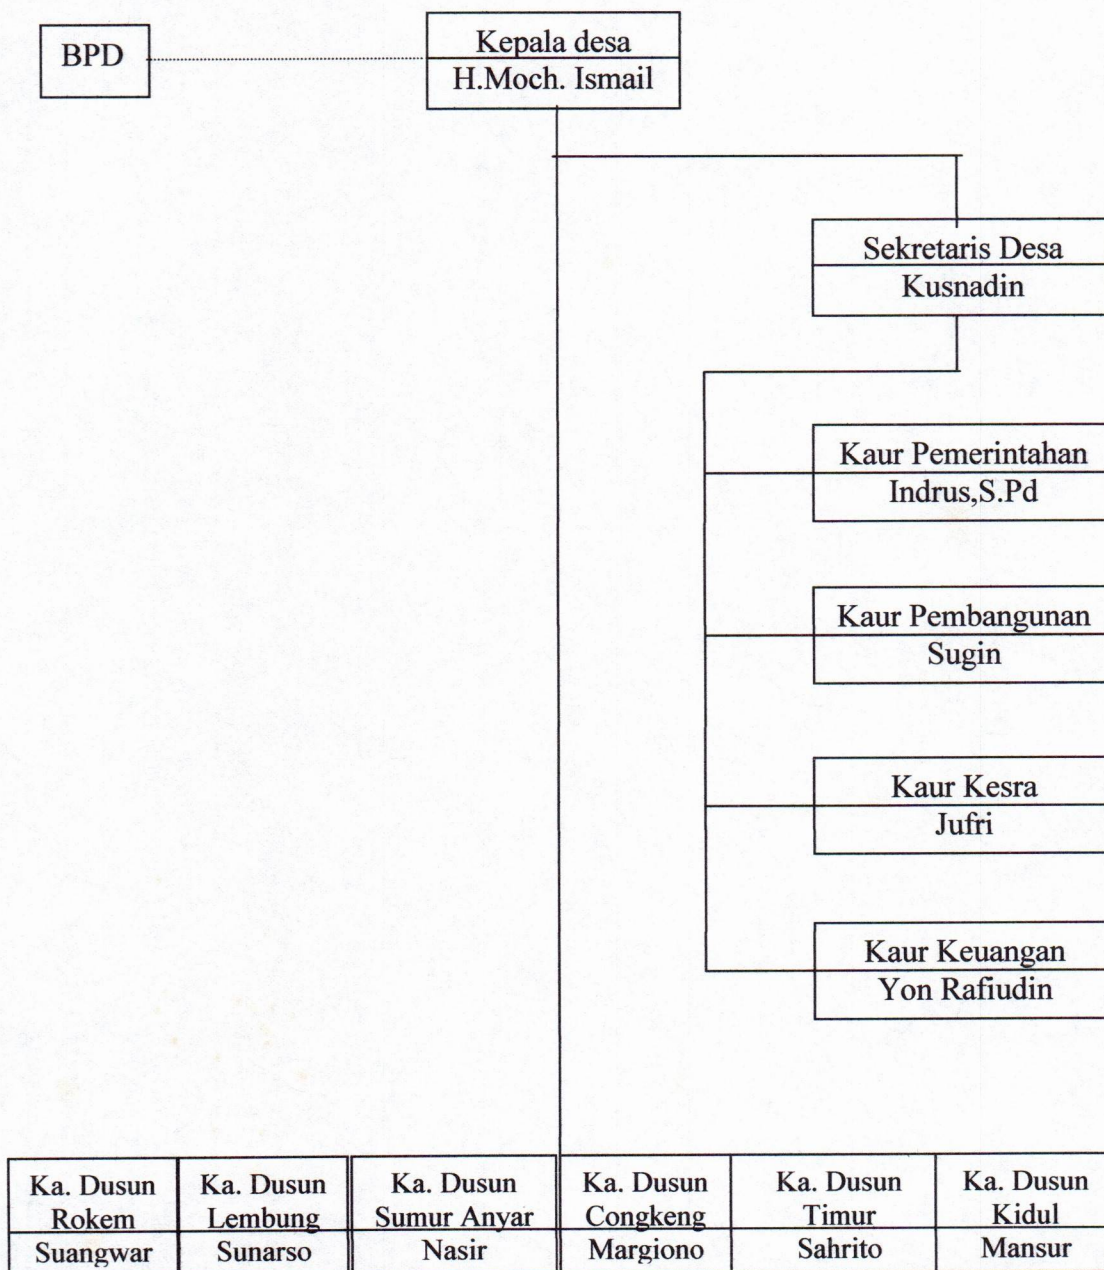 BPD
Kepala desa
H.Moch. Ismail
Sekretaris Desa
Kusnadin
Kaur Pemerintahan
Indrus,S.Pd
Kaur Pembangunan
Sugin
Kaur Kesra
Jufri
Kaur Keuangan
Yon Rafiudin
Ka. Dusun
Rokem
Suangwar
Ka. Dusun
Lembung
Sunarso
Ka. Dusun
Sumur Anyar
Nasir
Ka. Dusun
Congkeng
Margiono
Ka. Dusun
Timur
Sahrito
Ka. Dusun
Kidul
Mansur